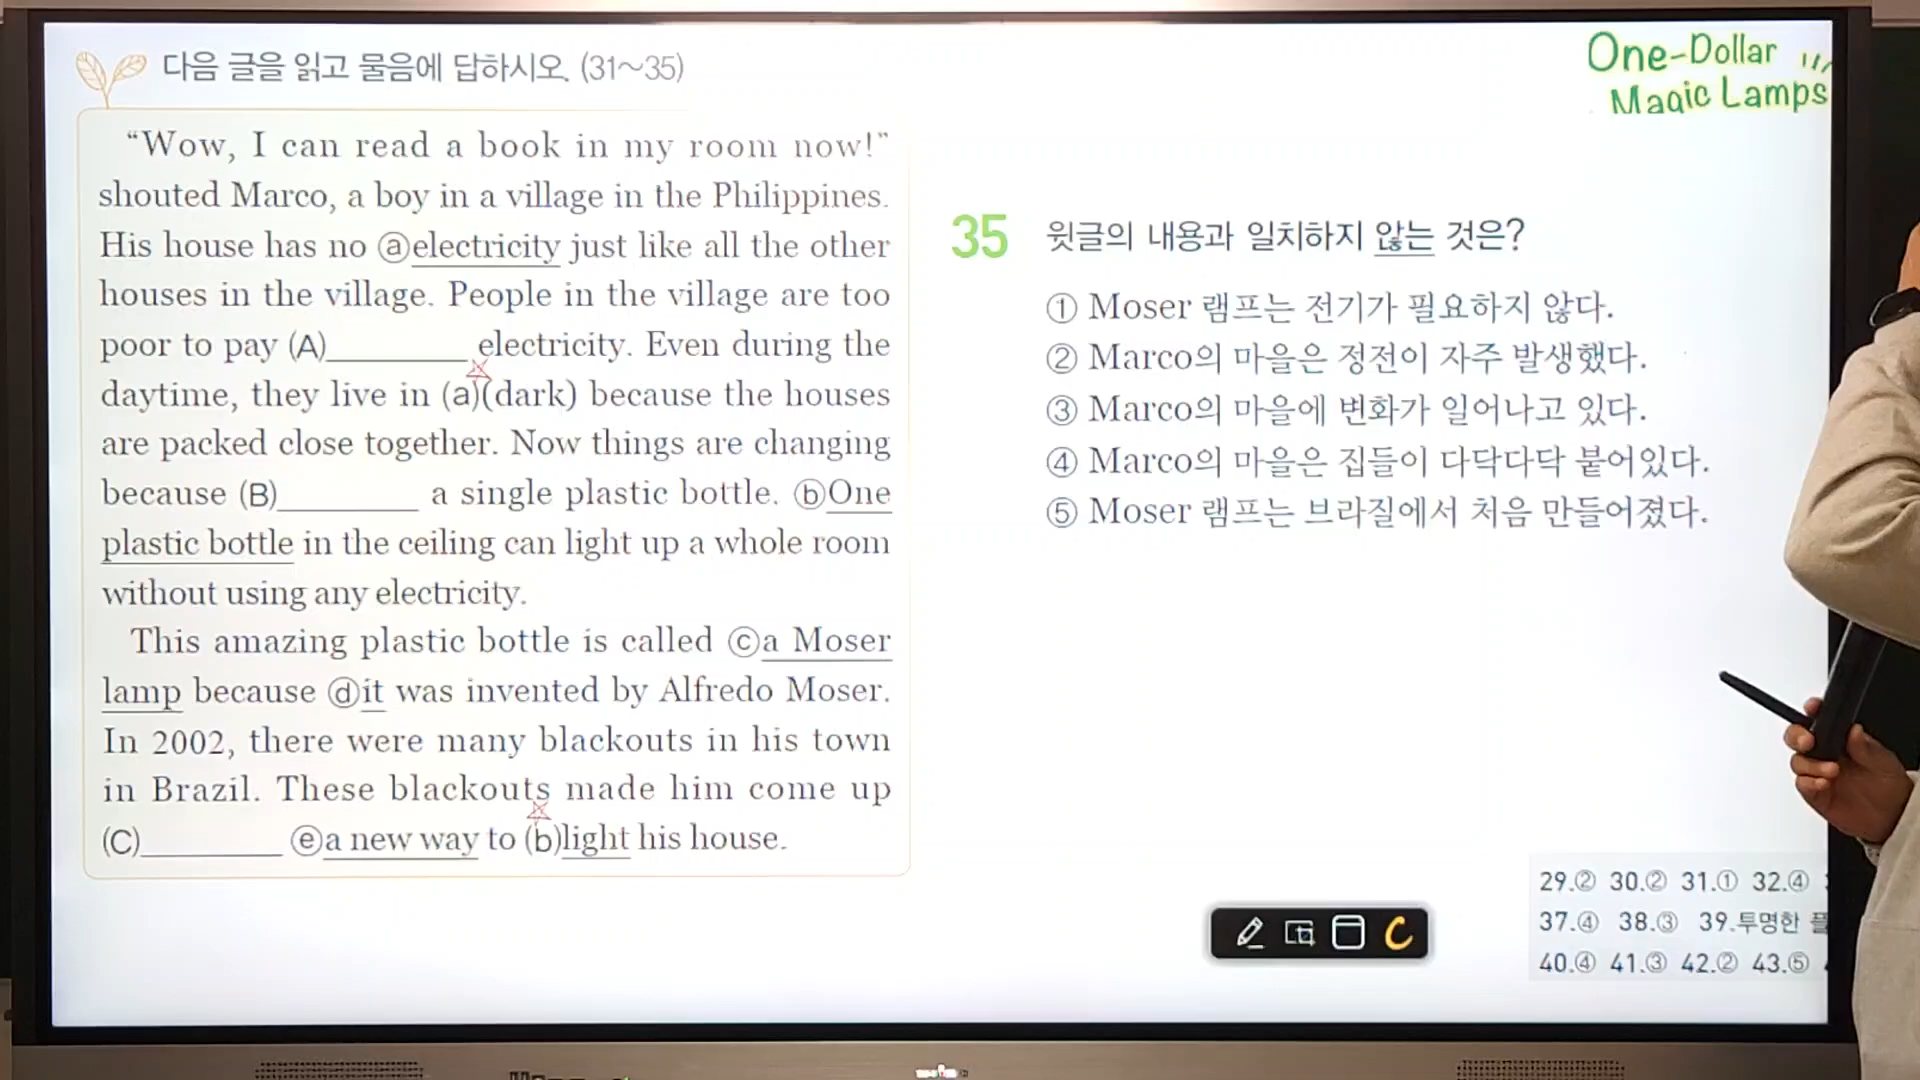 다음 글을 읽고 물음에 답하시오. (31~35)
One-Dollar
Magic Lamps
“Wow, I can read a book in my room now!”
shouted Marco, a boy in a village in the Philippines.
His house has no ⓐelectricity just like all the other
houses in the village. People in the village are too
poor to pay (A)________ electricity. Even during the
daytime, they live in (a)(dark) because the houses
are packed close together. Now things are changing
because (B)________ a single plastic bottle. ⓑOne
plastic bottle in the ceiling can light up a whole room
without using any electricity.
This amazing plastic bottle is called ⓒa Moser
lamp because ⓓit was invented by Alfredo Moser.
In 2002, there were many blackouts in his town
in Brazil. These blackouts made him come up
(C)________ ⓔa new way to (b)light his house.
35 윗글의 내용과 일치하지 않는 것은?
① Moser 램프는 전기가 필요하지 않다.
② Marco의 마을은 정전이 자주 발생했다.
③ Marco의 마을에 변화가 일어나고 있다.
④ Marco의 마을은 집들이 다닥다닥 붙어있다.
⑤ Moser 램프는 브라질에서 처음 만들어졌다.
29.② 30.② 31.① 32.④
37.④ 38.③ 39.투명한 플
40.④ 41.③ 42.② 43.⑤